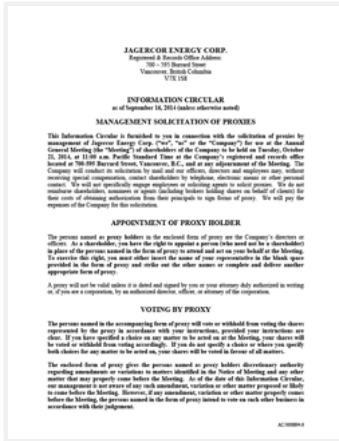 JAGERCOR ENERGY CORP.
Registered & Records Office Address
700 – 595 Burrard Street
Vancouver, British Columbia
V7X 1S8
INFORMATION CIRCULAR
as of September 16, 2014 (unless otherwise noted)
MANAGEMENT SOLICITATION OF PROXIES
This Information Circular is furnished to you in connection with the solicitation of proxies by
management of Jagercor Energy Corp. ("we", "us" or the "Company") for use at the Annual
General Meeting (the "Meeting") of shareholders of the Company to be held on Tuesday, October
21, 2014, at 11:00 a.m. Pacific Standard Time at the Company's registered and records office
located at 700-595 Burrard Street, Vancouver, B.C., and at any adjournment of the Meeting. The
Company will conduct its solicitation by mail and our officers, directors and employees may, without
receiving special compensation, contact shareholders by telephone, electronic means or other personal
contact. We will not specifically engage employees or soliciting agents to solicit proxies. We do not
reimburse shareholders, nominees or agents (including brokers holding shares on behalf of clients) for
their costs of obtaining authorization from their principals to sign forms of proxy. We will pay the
expenses of the Company for this solicitation.
APPOINTMENT OF PROXY HOLDER
The persons named as proxy holders in the enclosed form of proxy are the Company's directors or
officers. As a shareholder, you have the right to appoint a person (who need not be a shareholder)
in place of the persons named in the form of proxy to attend and act on your behalf at the Meeting.
To exercise this right, you must either insert the name of your representative in the blank space
provided in the form of proxy and strike out the other names or complete and deliver another
appropriate form of proxy.
A proxy will not be valid unless it is dated and signed by you or your attorney duly authorized in writing
or, if you are a corporation, by an authorized director, officer, or attorney of the corporation.
VOTING BY PROXY
The persons named in the accompanying form of proxy will vote or withhold from voting the shares
represented by the proxy in accordance with your instructions, provided your instructions are
clear. If you have specified a choice on any matter to be acted on at the Meeting, your shares will
be voted or withheld from voting accordingly. If you do not specify a choice or where you specify
both choices for any matter to be acted on, your shares will be voted in favour of all matters.
The enclosed form of proxy gives the persons named as proxy holders discretionary authority
regarding amendments or variations to matters identified in the Notice of Meeting and any other
matter that may properly come before the Meeting. As of the date of this Information Circular,
our management is not aware of any such amendment, variation or other matter proposed or likely
to come before the Meeting. However, if any amendment, variation or other matter properly comes
before the Meeting, the persons named in the form of proxy intend to vote on such other business in
accordance with their judgement.